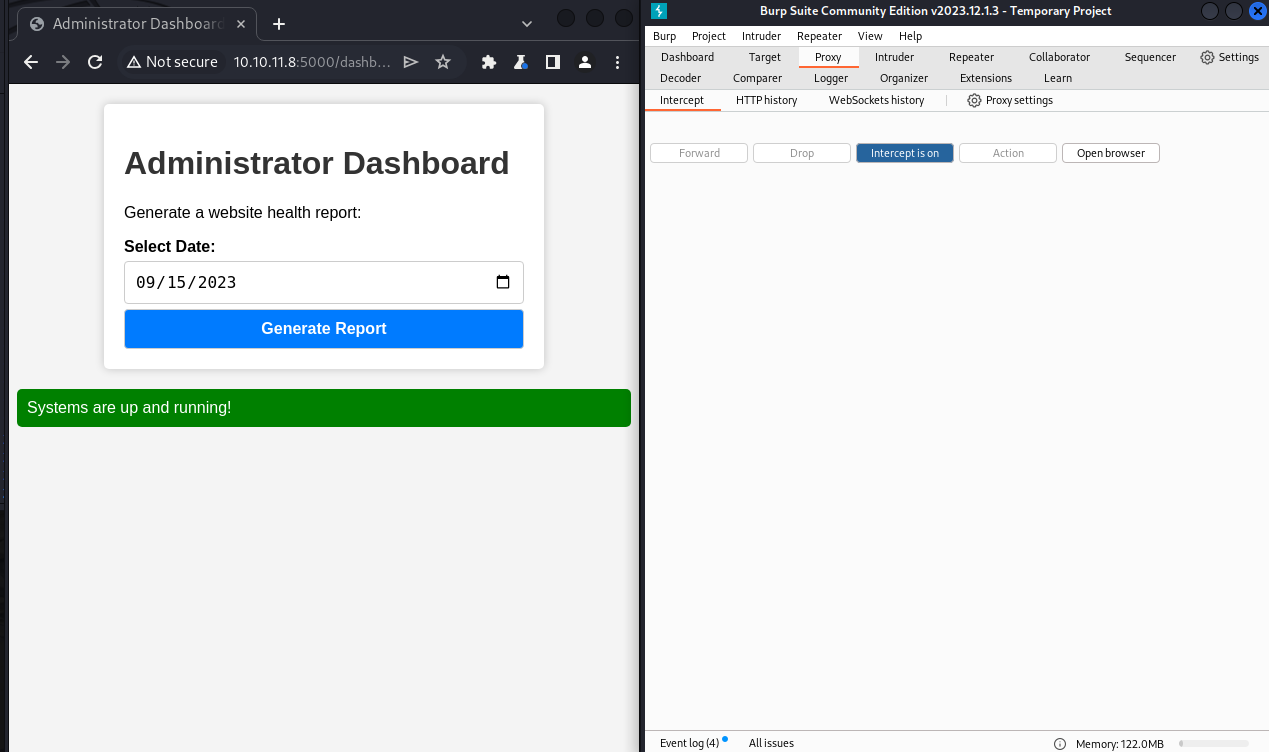 Administrator Dashboard
Not secure 10.10.11.8:5000/dashb...
Administrator Dashboard
Generate a website health report:
Select Date:
09/15/2023
Generate Report
Systems are up and running!
Burp Suite Community Edition v2023.12.1.3 - Temporary Project
Burp Project Intruder Repeater View Help
Dashboard Target Proxy Intruder Repeater Collaborator Sequencer Settings
Decoder Comparer Logger Organizer Extensions Learn
Intercept HTTP history WebSockets history Proxy settings
Forward Drop Intercept is on Action Open browser
Event log (4) All issues Memory: 122.0MB